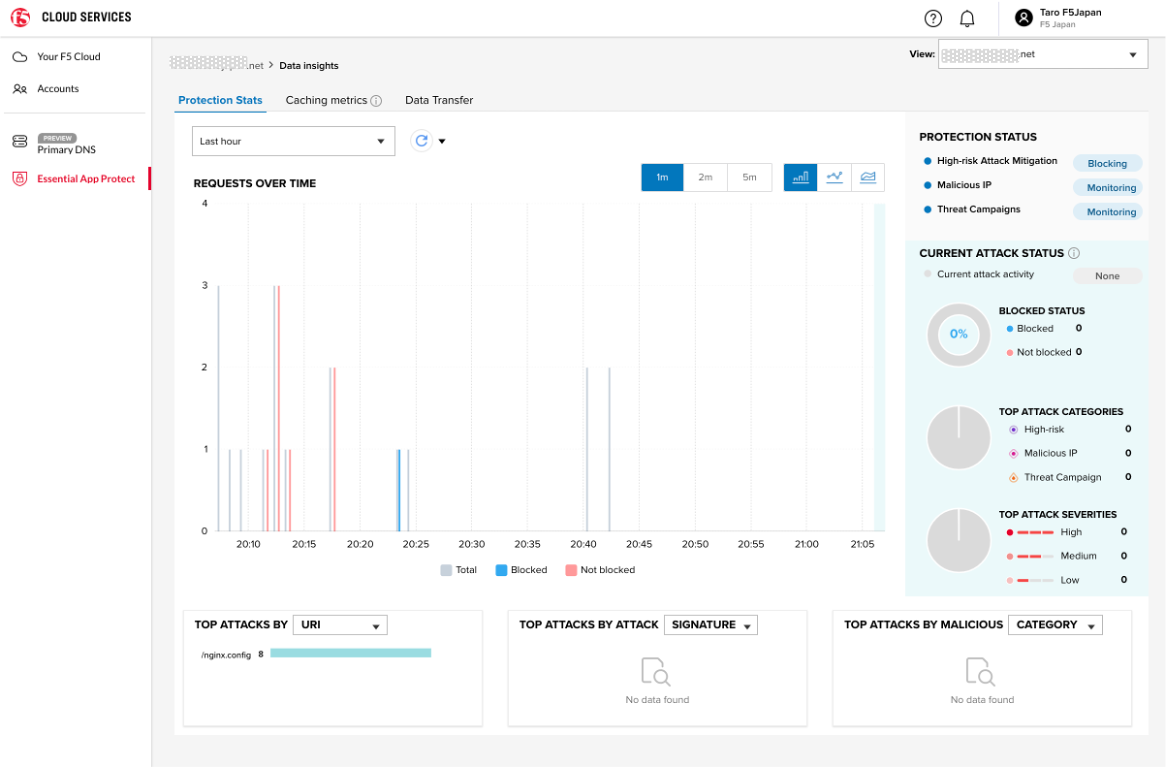 f5 CLOUD SERVICES
Taro F5Japan
F5 Japan
Your F5 Cloud
Accounts
PREVIEW
Primary DNS
Essential App Protect
.net > Data insights
View: .net
Protection Stats Caching metrics Data Transfer
Last hour
REQUESTS OVER TIME
1m 2m 5m
4
3
2
1
0
20:10 20:15 20:20 20:25 20:30 20:35 20:40 20:45 20:50 20:55 21:00 21:05
Total Blocked Not blocked
PROTECTION STATUS
High-risk Attack Mitigation Blocking
Malicious IP Monitoring
Threat Campaigns Monitoring
CURRENT ATTACK STATUS
Current attack activity None
0%
BLOCKED STATUS
Blocked 0
Not blocked 0
TOP ATTACK CATEGORIES
High-risk 0
Malicious IP 0
Threat Campaign 0
TOP ATTACK SEVERITIES
High 0
Medium 0
Low 0
TOP ATTACKS BY URI
/nginx.config 8
TOP ATTACKS BY ATTACK SIGNATURE
No data found
TOP ATTACKS BY MALICIOUS CATEGORY
No data found